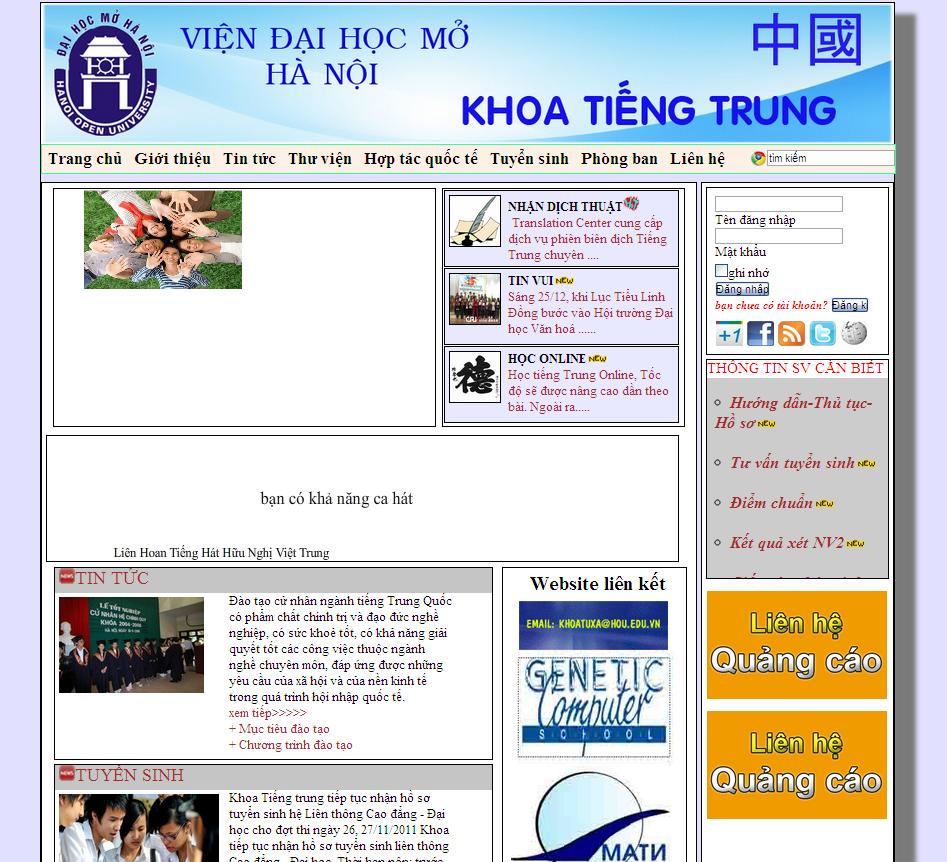 ĐẠI HỌC MỞ HÀ NỘI
HANOI OPEN UNIVERSITY
VIỆN ĐẠI HỌC MỞ
HÀ NỘI
中國
KHOA TIẾNG TRUNG
Trang chủ Giới thiệu Tin tức Thư viện Hợp tác quốc tế Tuyển sinh Phòng ban Liên hệ
tìm kiếm
NHẬN DỊCH THUẬT
Translation Center cung cấp
dịch vụ phiên biên dịch Tiếng
Trung chuyên ....
TIN VUI NEW
Sáng 25/12, khi Lục Tiểu Linh
Đồng bước vào Hội trường Đại
học Văn hoá ......
德
HỌC ONLINE NEW
Học tiếng Trung Online, Tốc
độ sẽ được nâng cao dần theo
bài. Ngoài ra.....
Tên đăng nhập
Mật khẩu
ghi nhớ
Đăng nhập
bạn chưa có tài khoản? Đăng k
+1
THÔNG TIN SV CẦN BIẾT
Hướng dẫn-Thủ tục-
Hồ sơ NEW
Tư vấn tuyển sinh NEW
Điểm chuẩn NEW
Kết quả xét NV2 NEW
bạn có khả năng ca hát
Liên Hoan Tiếng Hát Hữu Nghị Việt Trung
NEWS TIN TỨC
LỄ TỐT NGHIỆP
CỬ NHÂN HỆ CHÍNH QUY
KHÓA 2004-2008
Đào tạo cử nhân ngành tiếng Trung Quốc
có phẩm chất chính trị và đạo đức nghề
nghiệp, có sức khoẻ tốt, có khả năng giải
quyết tốt các công việc thuộc ngành
nghề chuyên môn, đáp ứng được những
yêu cầu của xã hội và của nền kinh tế
trong quá trình hội nhập quốc tế.
xem tiếp>>>>>
+ Mục tiêu đào tạo
+ Chương trình đào tạo
NEWS TUYỂN SINH
Khoa Tiếng trung tiếp tục nhận hồ sơ
tuyển sinh hệ Liên thông Cao đẳng - Đại
học cho đợt thi ngày 26, 27/11/2011 Khoa
tiếp tục nhận hồ sơ tuyển sinh liên thông
Cao đẳng - Đại học. Thời hạn nộp: trước
Website liên kết
EMAIL: KHOATUXA@HOU.EDU.VN
GENETIC
Computer
SCHOOL
МАТИ
Liên hệ
Quảng cáo
Liên hệ
Quảng cáo